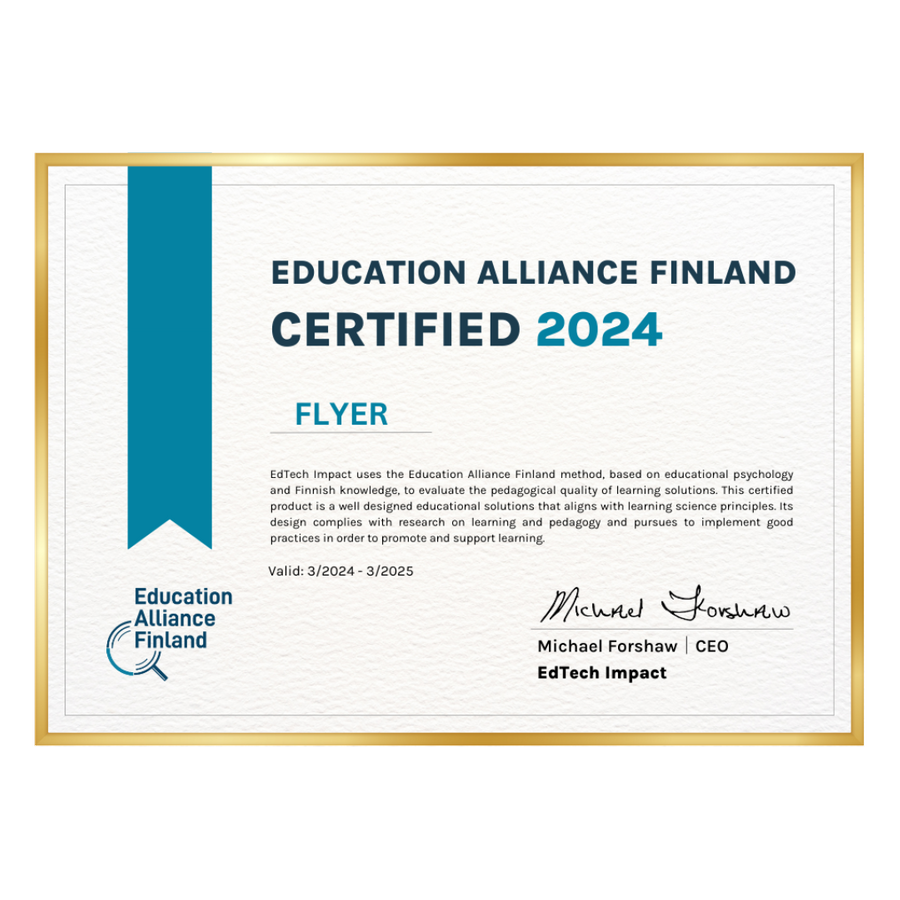 EDUCATION ALLIANCE FINLAND
CERTIFIED 2024
FLYER
EdTech Impact uses the Education Alliance Finland method, based on educational psychology
and Finnish knowledge, to evaluate the pedagogical quality of learning solutions. This certified
product is a well designed educational solutions that aligns with learning science principles. Its
design complies with research on learning and pedagogy and pursues to implement good
practices in order to promote and support learning.
Valid: 3/2024 - 3/2025
Education
Alliance
Finland
Michael Forshaw
Michael Forshaw | CEO
EdTech Impact